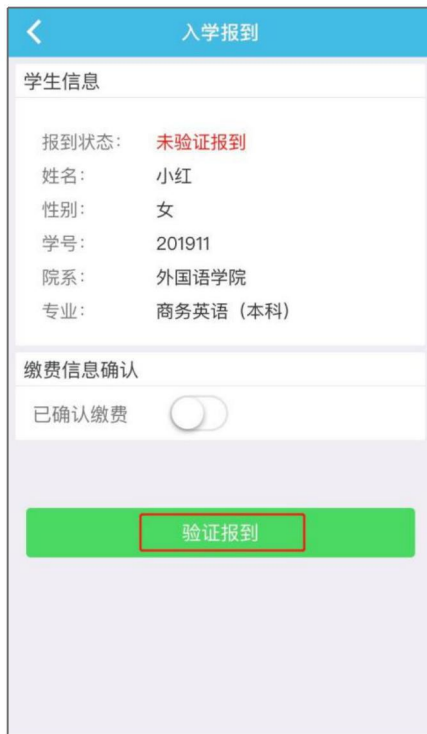 入学报到
学生信息
报到状态： 未验证报到
姓名： 小红
性别： 女
学号： 201911
院系： 外国语学院
专业： 商务英语（本科）
缴费信息确认
已确认缴费
验证报到